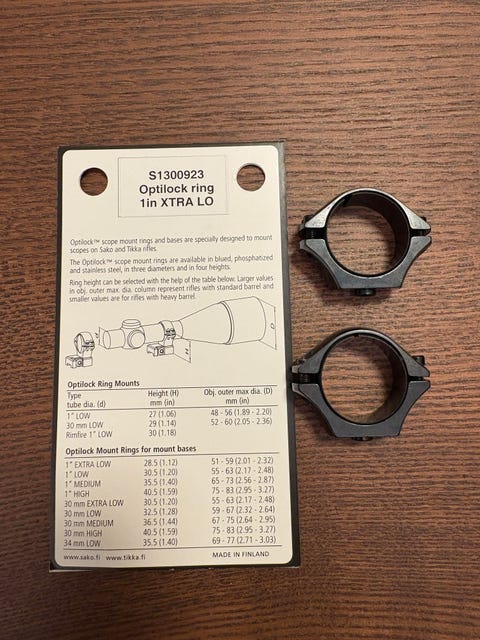 S1300923
Optilock ring
1in XTRA LO
Optilock™ scope mount rings and bases are specially designed to mount
scopes on Sako and Tikka rifles.
The Optilock™ scope rings are available in blued, phosphatized
and stainless steel, in three diameters and in four heights.
Ring height can be selected with the help of the table below. Larger values
in obj. outer max. dia. column represent rifles with standard barrel and
smaller values are for rifles with heavy barrel.
H
D
Optilock Ring Mounts
Type Height (H) Obj. outer max dia. (D)
tube dia. (d) mm (in) mm (in)
1" LOW 27 (1.06) 48 - 56 (1.89 - 2.20)
30 mm LOW 29 (1.14) 52 - 60 (2.05 - 2.36)
Rimfire 1" LOW 30 (1.18)
Optilock Mount Rings for mount bases
1" EXTRA LOW 28.5 (1.12) 51 - 59 (2.01 - 2.32)
1" LOW 30.5 (1.20) 55 - 63 (2.17 - 2.48)
1" MEDIUM 35.5 (1.40) 65 - 73 (2.56 - 2.87)
1" HIGH 40.5 (1.59) 75 - 83 (2.95 - 3.27)
30 mm EXTRA LOW 30.5 (1.20) 55 - 63 (2.17 - 2.48)
30 mm LOW 32.5 (1.28) 59 - 67 (2.32 - 2.64)
30 mm MEDIUM 36.5 (1.44) 67 - 75 (2.64 - 2.95)
30 mm HIGH 40.5 (1.59) 75 - 83 (2.95 - 3.27)
34 mm LOW 35.5 (1.40) 69 - 77 (2.71 - 3.03)
www.sako.fi www.tikka.fi MADE IN FINLAND